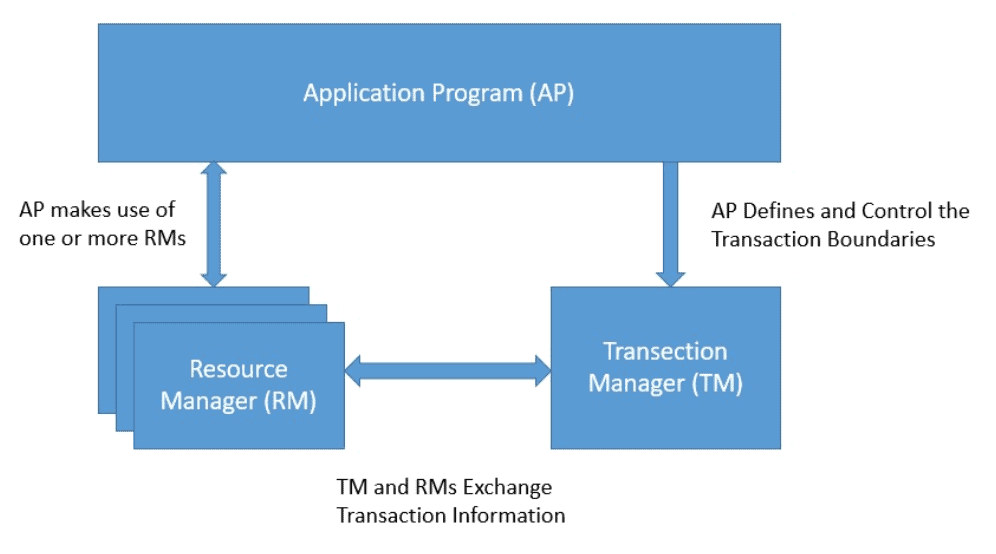 Application Program (AP)
AP makes use of
one or more RMs
AP Defines and Control the
Transaction Boundaries
Resource
Manager (RM)
Transection
Manager (TM)
TM and RMs Exchange
Transaction Information